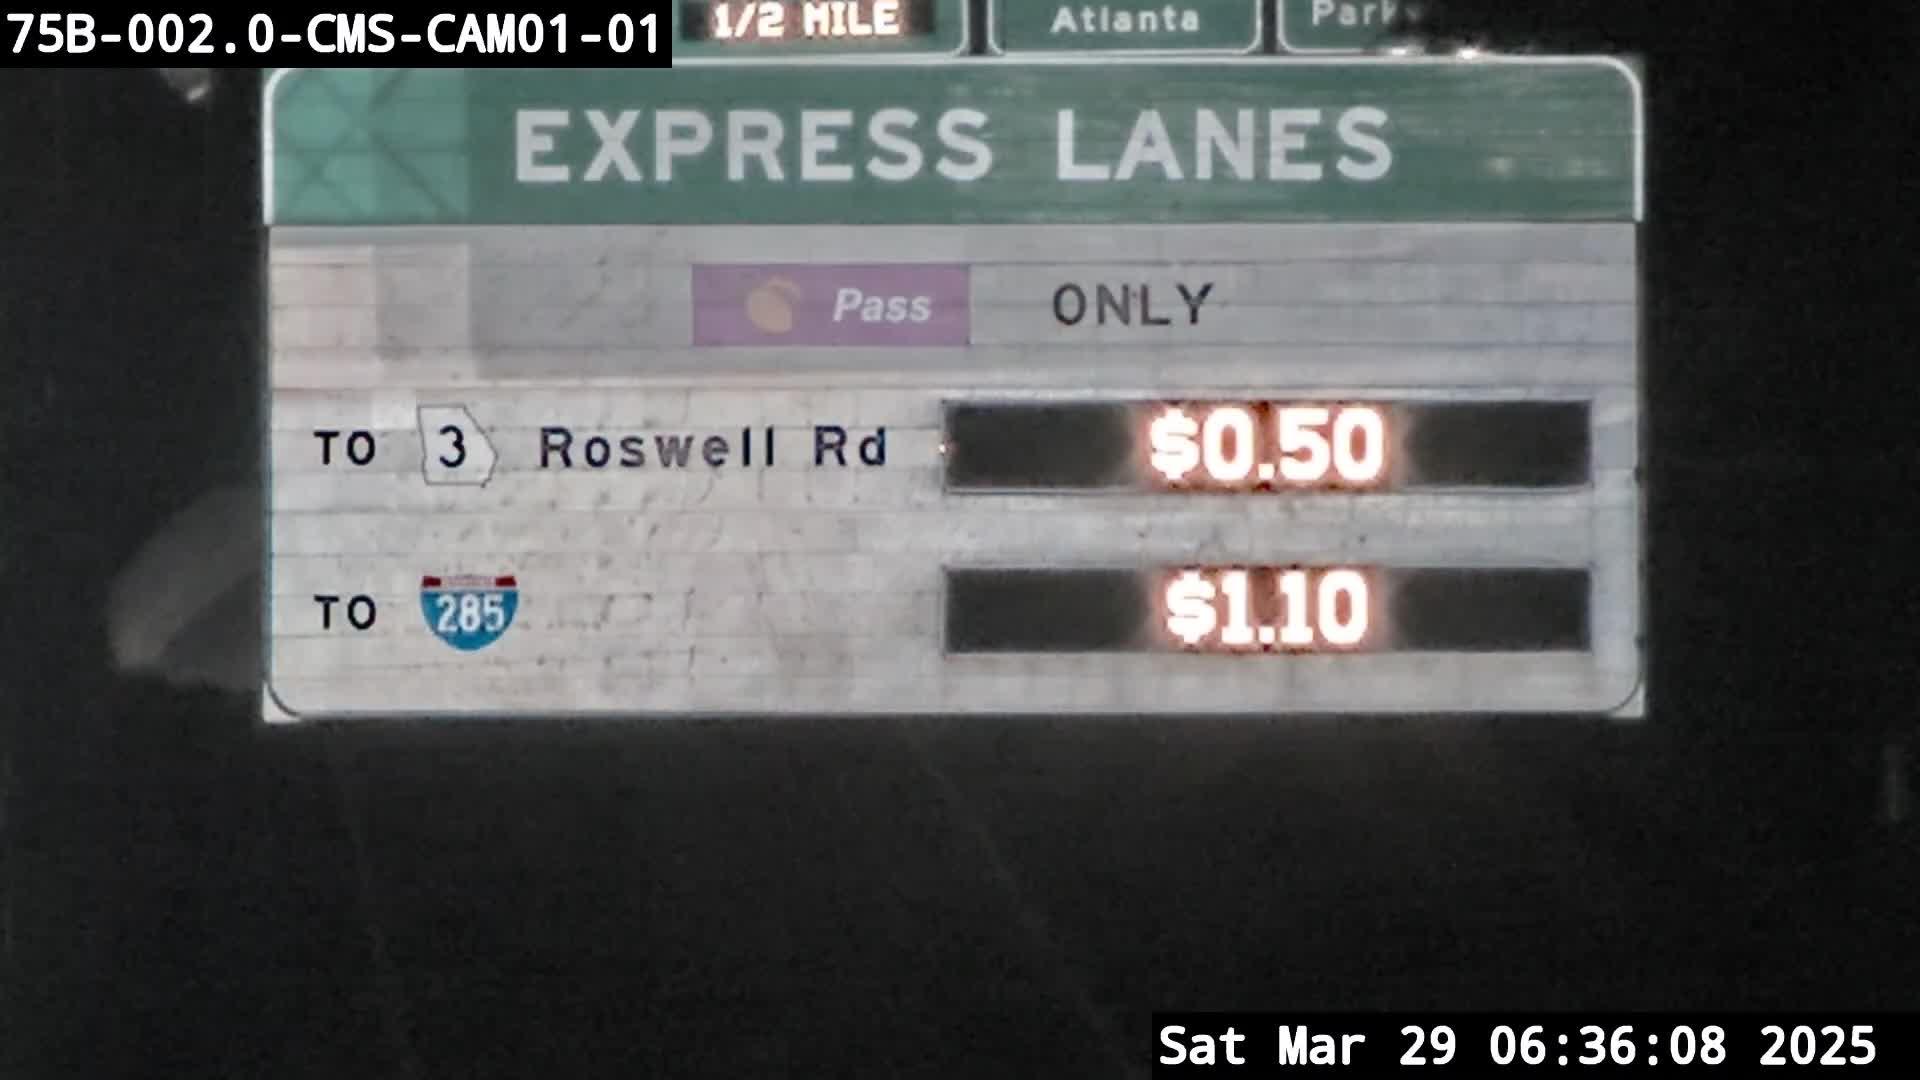 75B-002.0-CMS-CAM01-01
1/2 MILE
Atlanta
EXPRESS LANES
Pass ONLY
TO 3 Roswell Rd $0.50
TO 285 $1.10
Sat Mar 29 06:36:08 2025